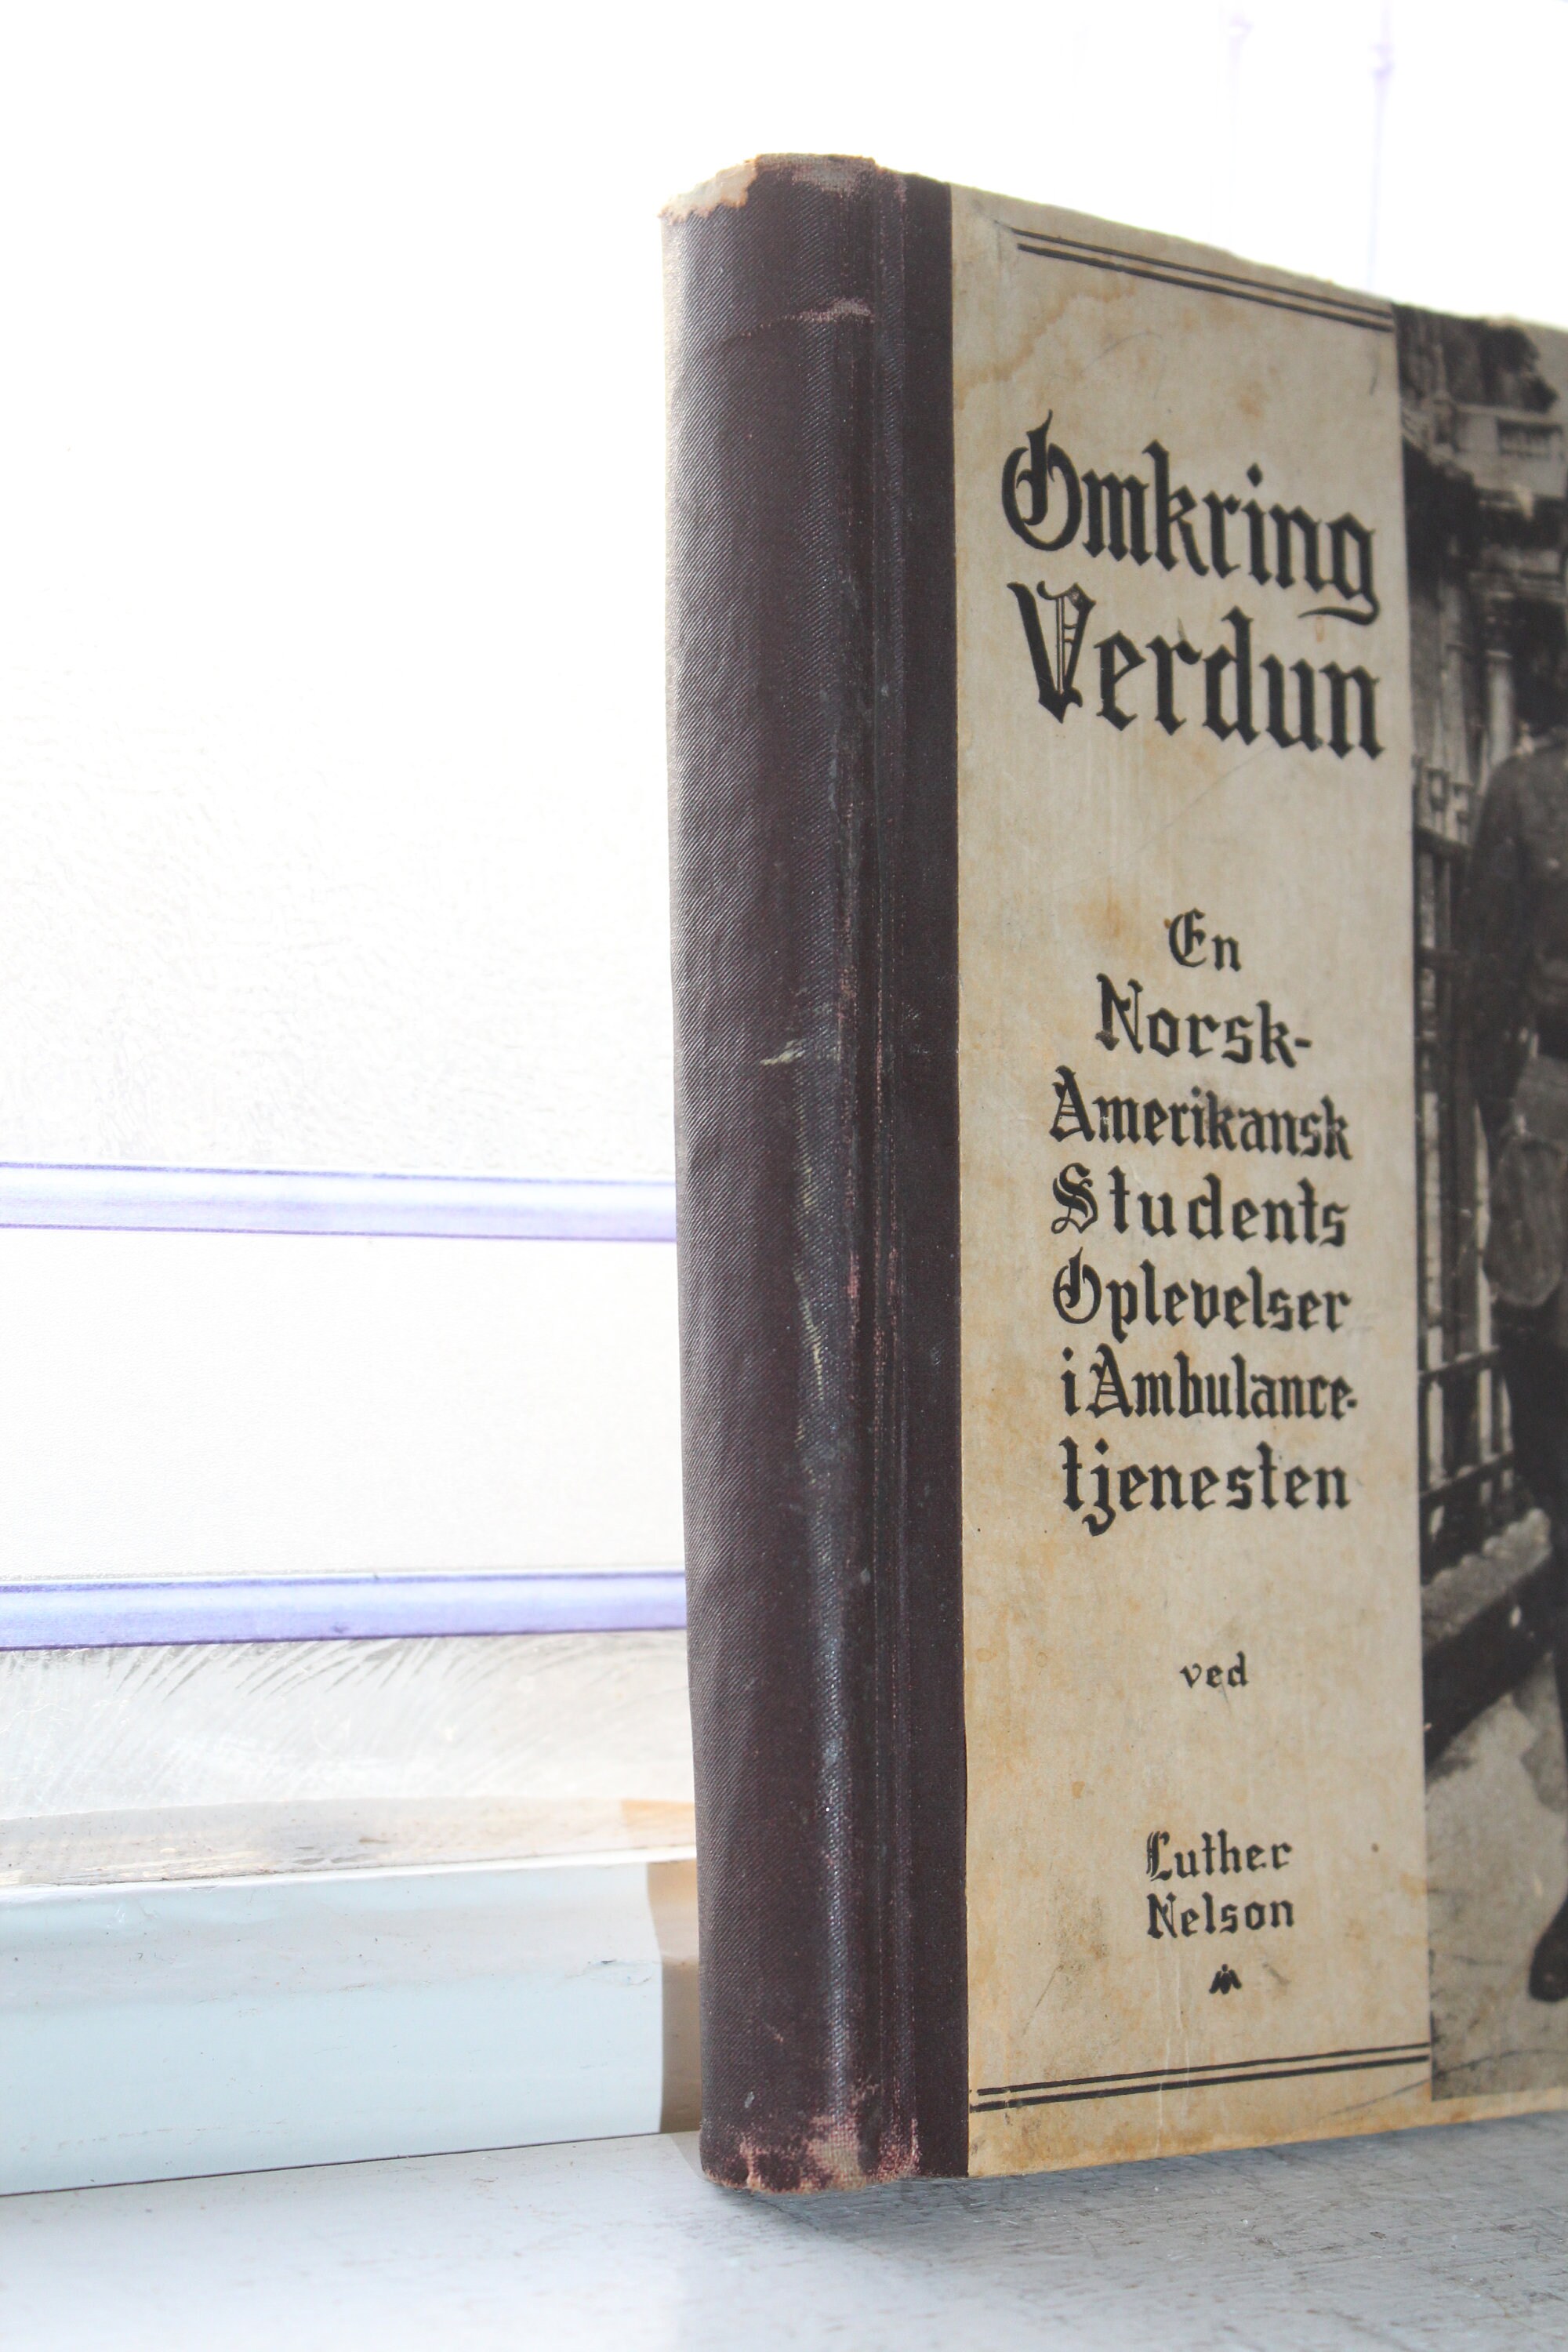 Omkring
Verdun
En
Norsk-
Amerikansk
Students
Oplevelser
i Ambulance-
tjenesten
ved
Luther
Nelson